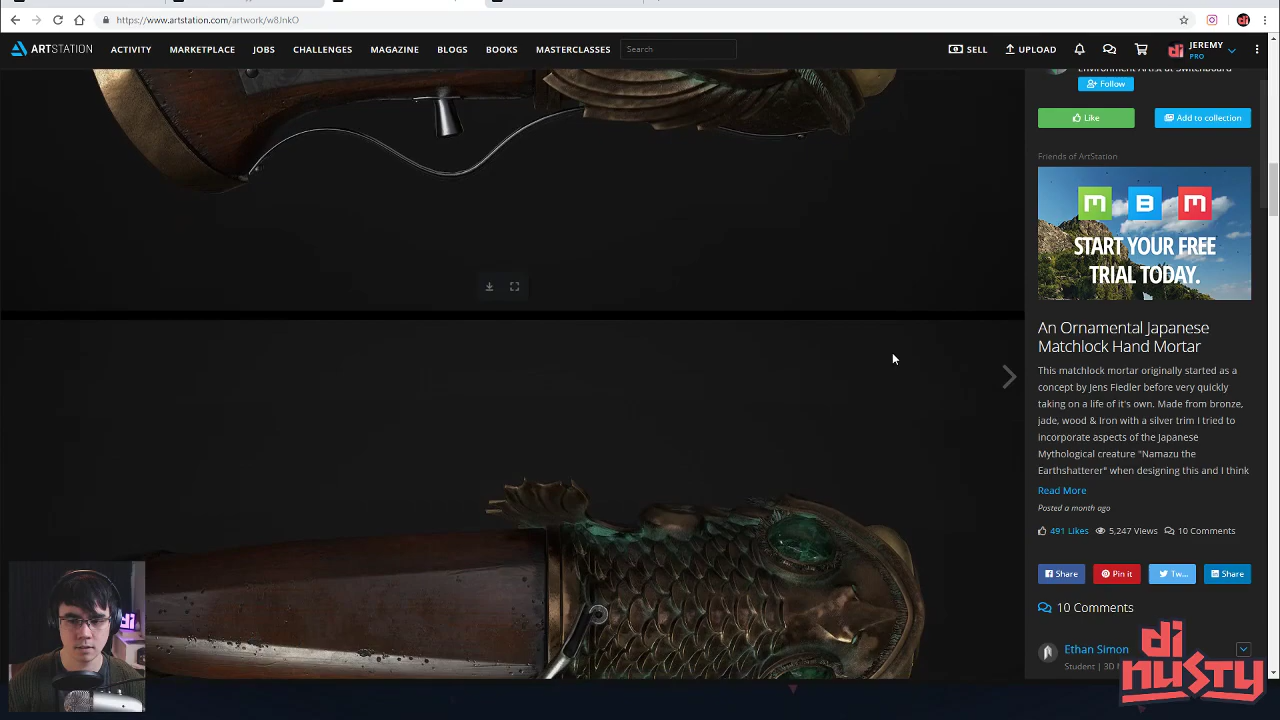 https://www.artstation.com/artwork/w8JnkO
ARTSTATION
ACTIVITY
MARKETPLACE
JOBS
CHALLENGES
MAGAZINE
BLOGS
BOOKS
MASTERCLASSES
Search
SELL
UPLOAD
JEREMY
PRO
Environment Artist at Switchboard
Follow
Like
Add to collection
Friends of ArtStation
M B M
START YOUR FREE
TRIAL TODAY.
An Ornamental Japanese
Matchlock Hand Mortar
This matchlock mortar originally started as a
concept by Jens Fiedler before very quickly
taking on a life of it's own. Made from bronze,
jade, wood & Iron with a silver trim I tried to
incorporate aspects of the Japanese
Mythological creature "Namazu the
Earthshatterer" when designing this and I think
Read More
Posted a month ago
491 Likes 5,247 Views 10 Comments
Share
Pin it
Tw...
Share
10 Comments
Ethan Simon
Student | 3D
di
nusty